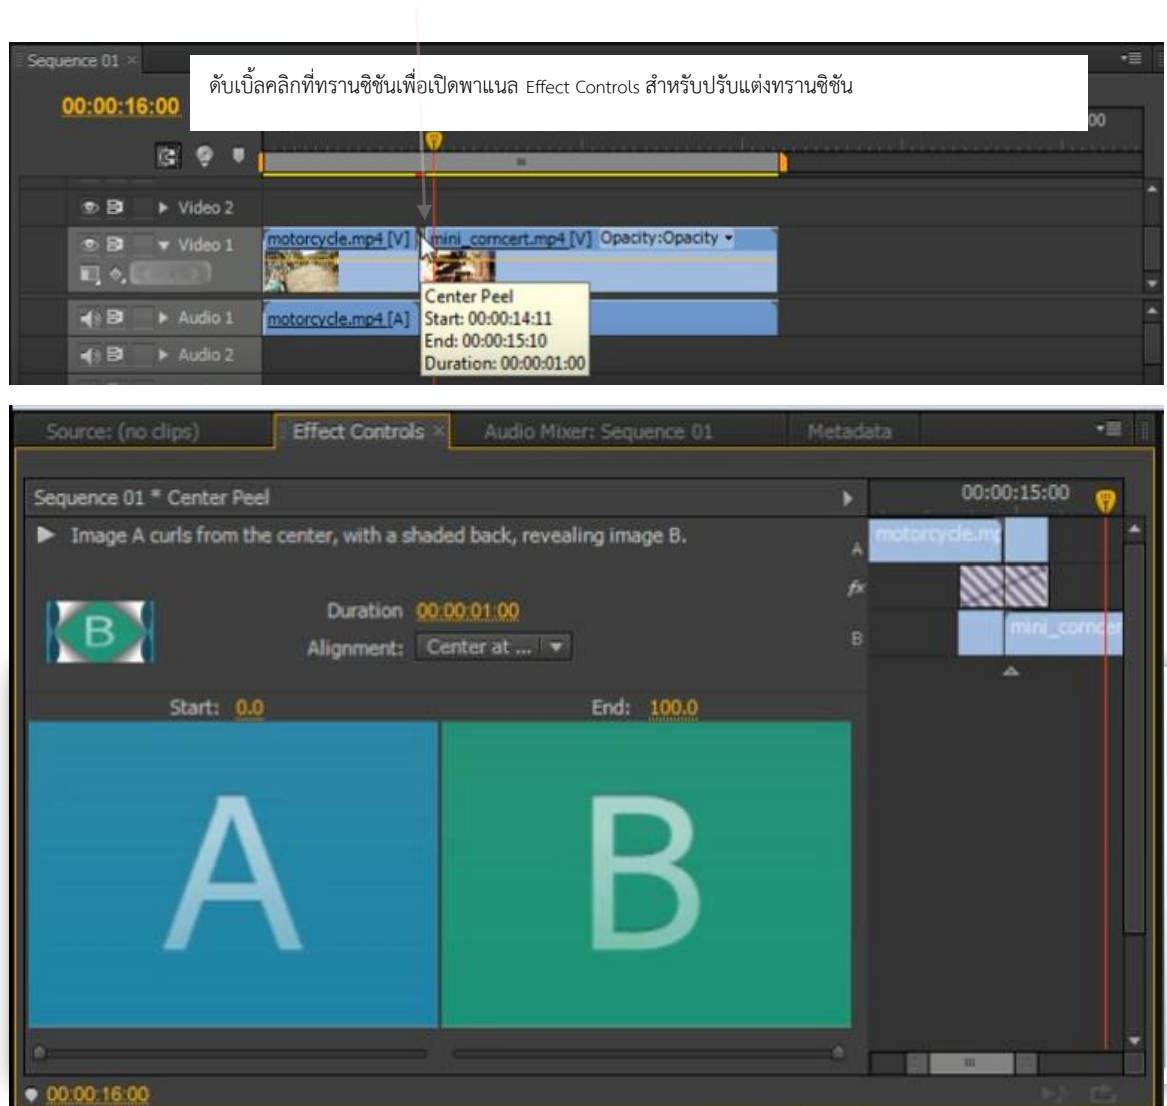 Sequence 01 ×
ดับเบิ้ลคลิกที่ทรานซิชันเพื่อเปิดพาแนล Effect Controls สำหรับปรับแต่งทรานซิชัน
00:00:16:00
00
Video 2
motorcycle.mp4 [V] mini_corncert.mp4 [V] Opacity:Opacity
Video 1
Center Peel
Audio 1 motorcycle.mp4 [A] Start: 00:00:14:11
End: 00:00:15:10
Audio 2
Duration: 00:00:01:00
Source: (no clips) Effect Controls × Audio Mixer: Sequence 01 Metadata
Sequence 01 * Center Peel 00:00:15:00
Image A curls from the center, with a shaded back, revealing image B.
A motorcycle.mp
fx
B Duration 00:00:01:00
Alignment: Center at ... B mini_corncer
Start: 0.0 End: 100.0
A B
00:00:16:00